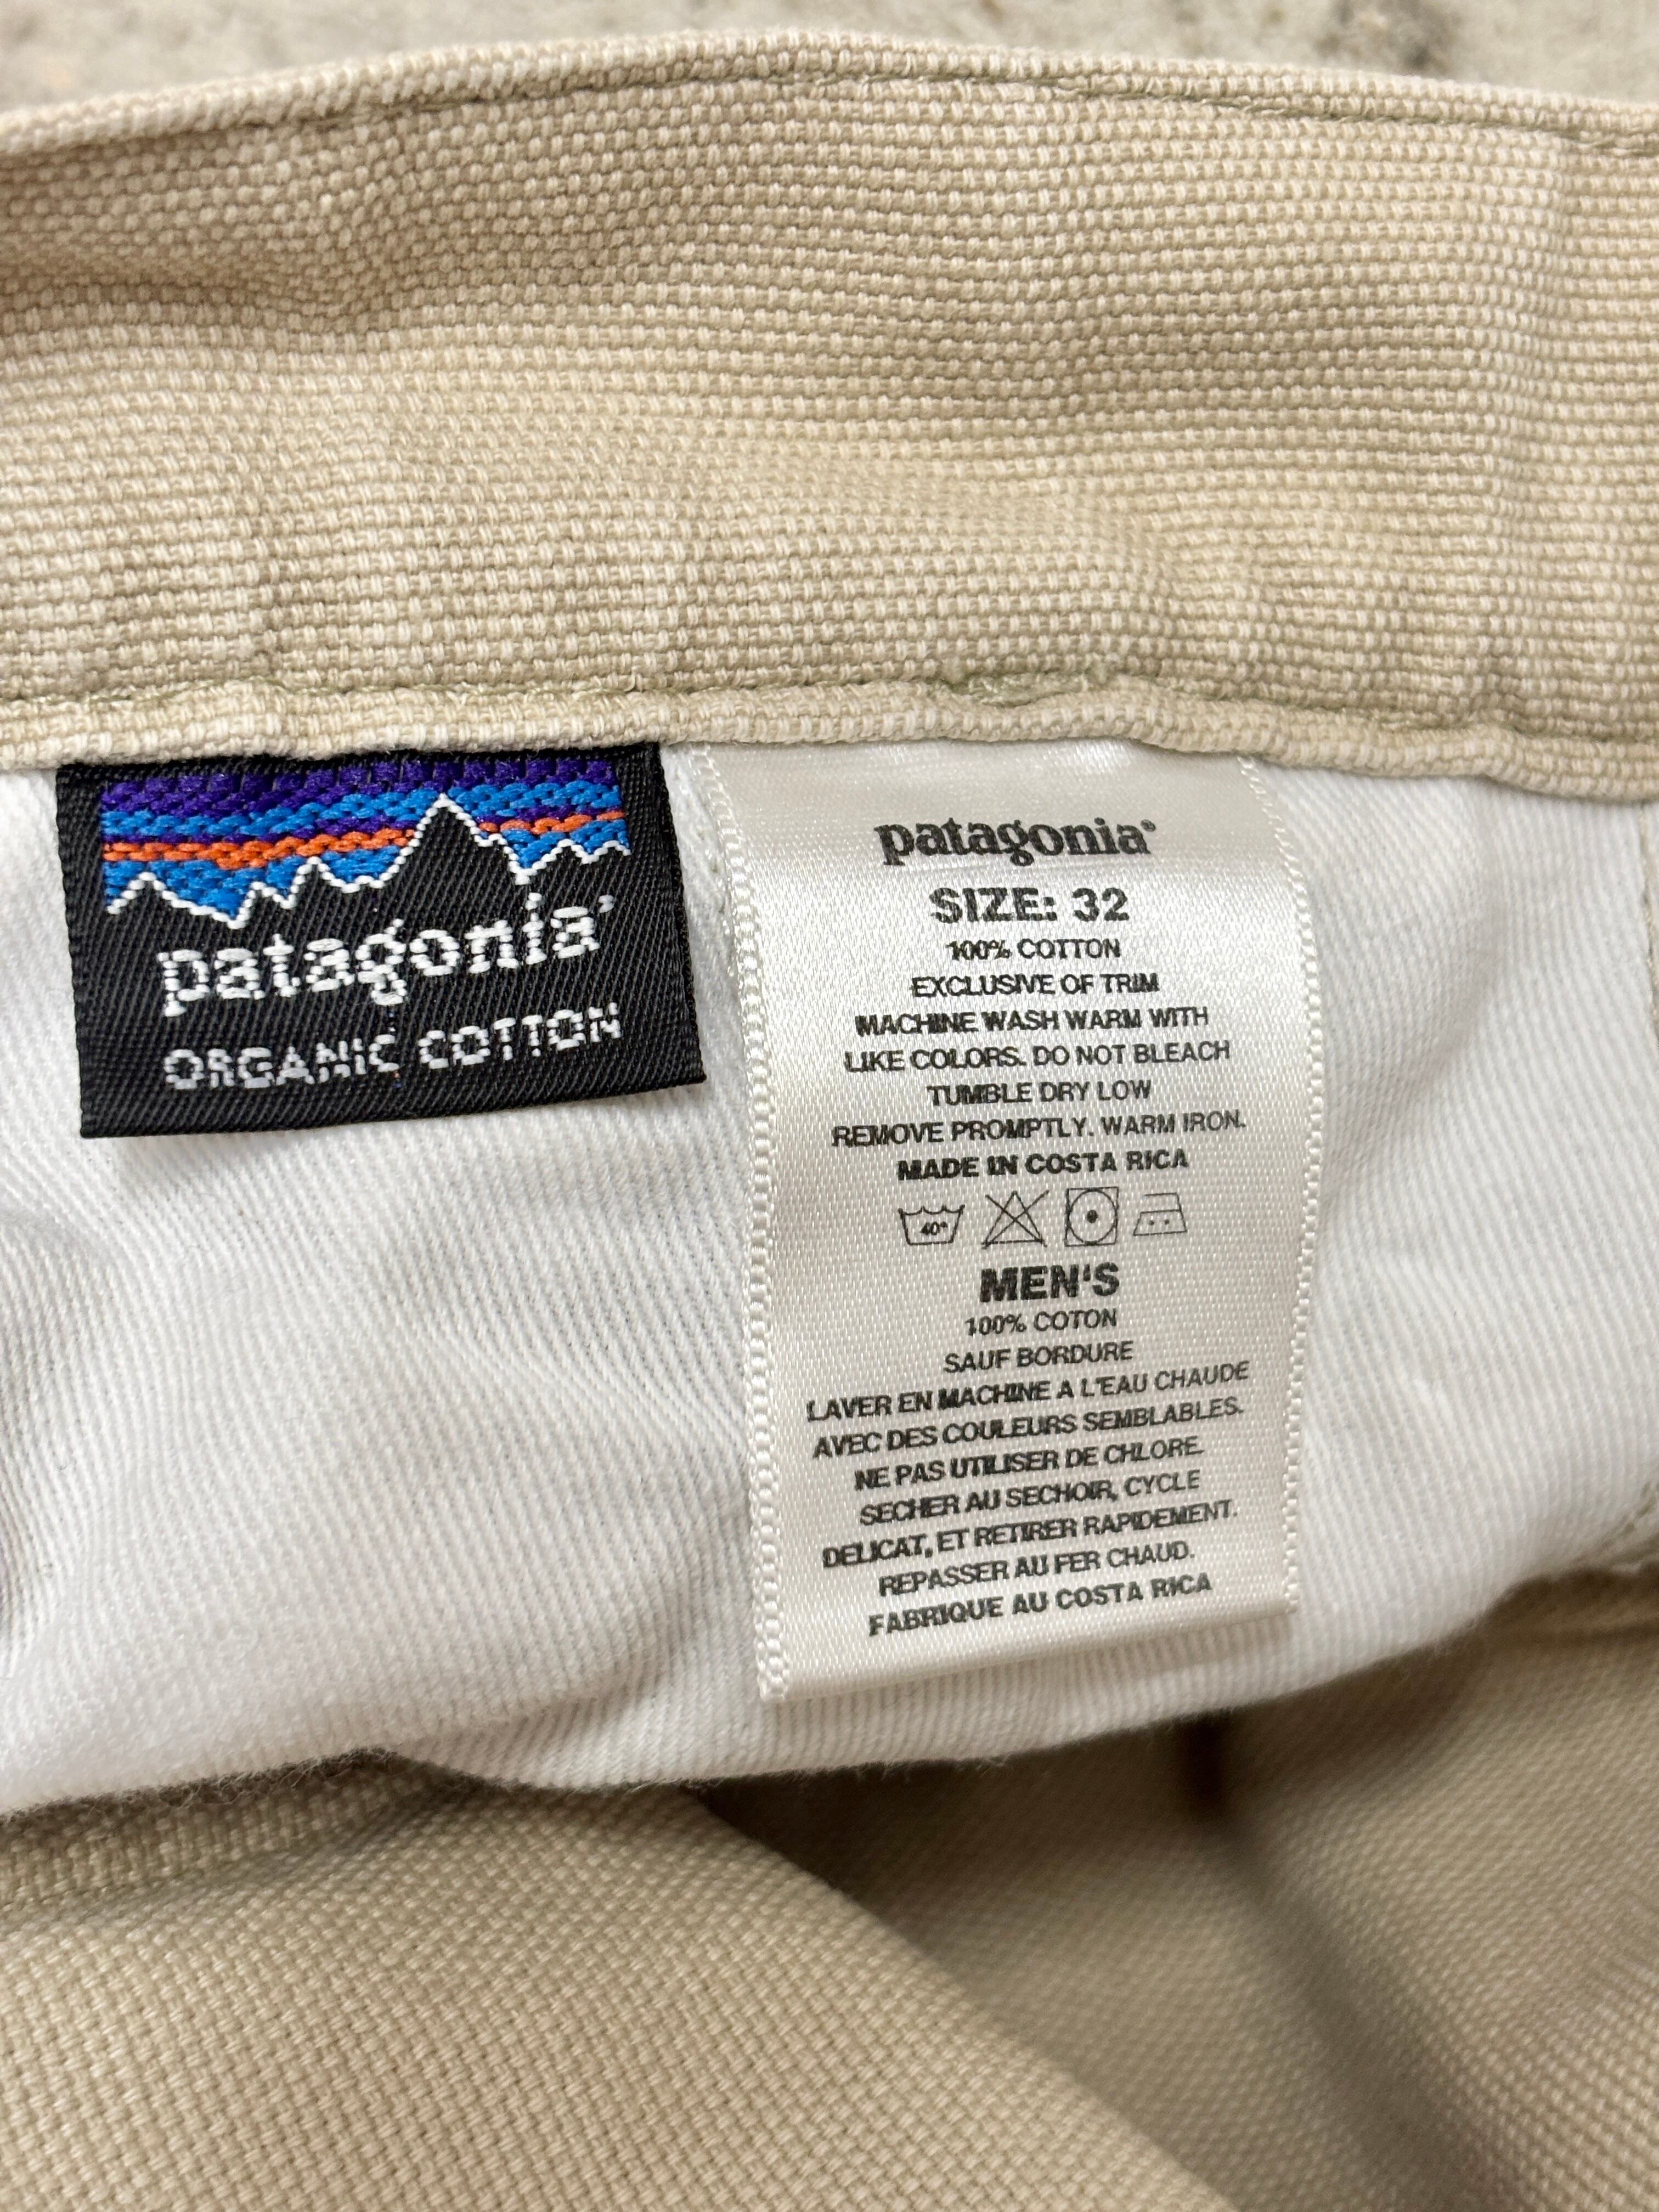 patagonia®
ORGANIC COTTON
patagonia®
SIZE: 32
100% COTTON
EXCLUSIVE OF TRIM
MACHINE WASH WARM WITH
LIKE COLORS. DO NOT BLEACH
TUMBLE DRY LOW
REMOVE PROMPTLY. WARM IRON.
MADE IN COSTA RICA
40°
MEN'S
100% COTON
SAUF BORDURE
LAVER EN MACHINE A L'EAU CHAUDE
AVEC DES COULEURS SEMBLABLES.
NE PAS UTILISER DE CHLORE.
SECHER AU SECHOIR, CYCLE
DELICAT, ET RETIRER RAPIDEMENT.
REPASSER AU FER CHAUD.
FABRIQUE AU COSTA RICA